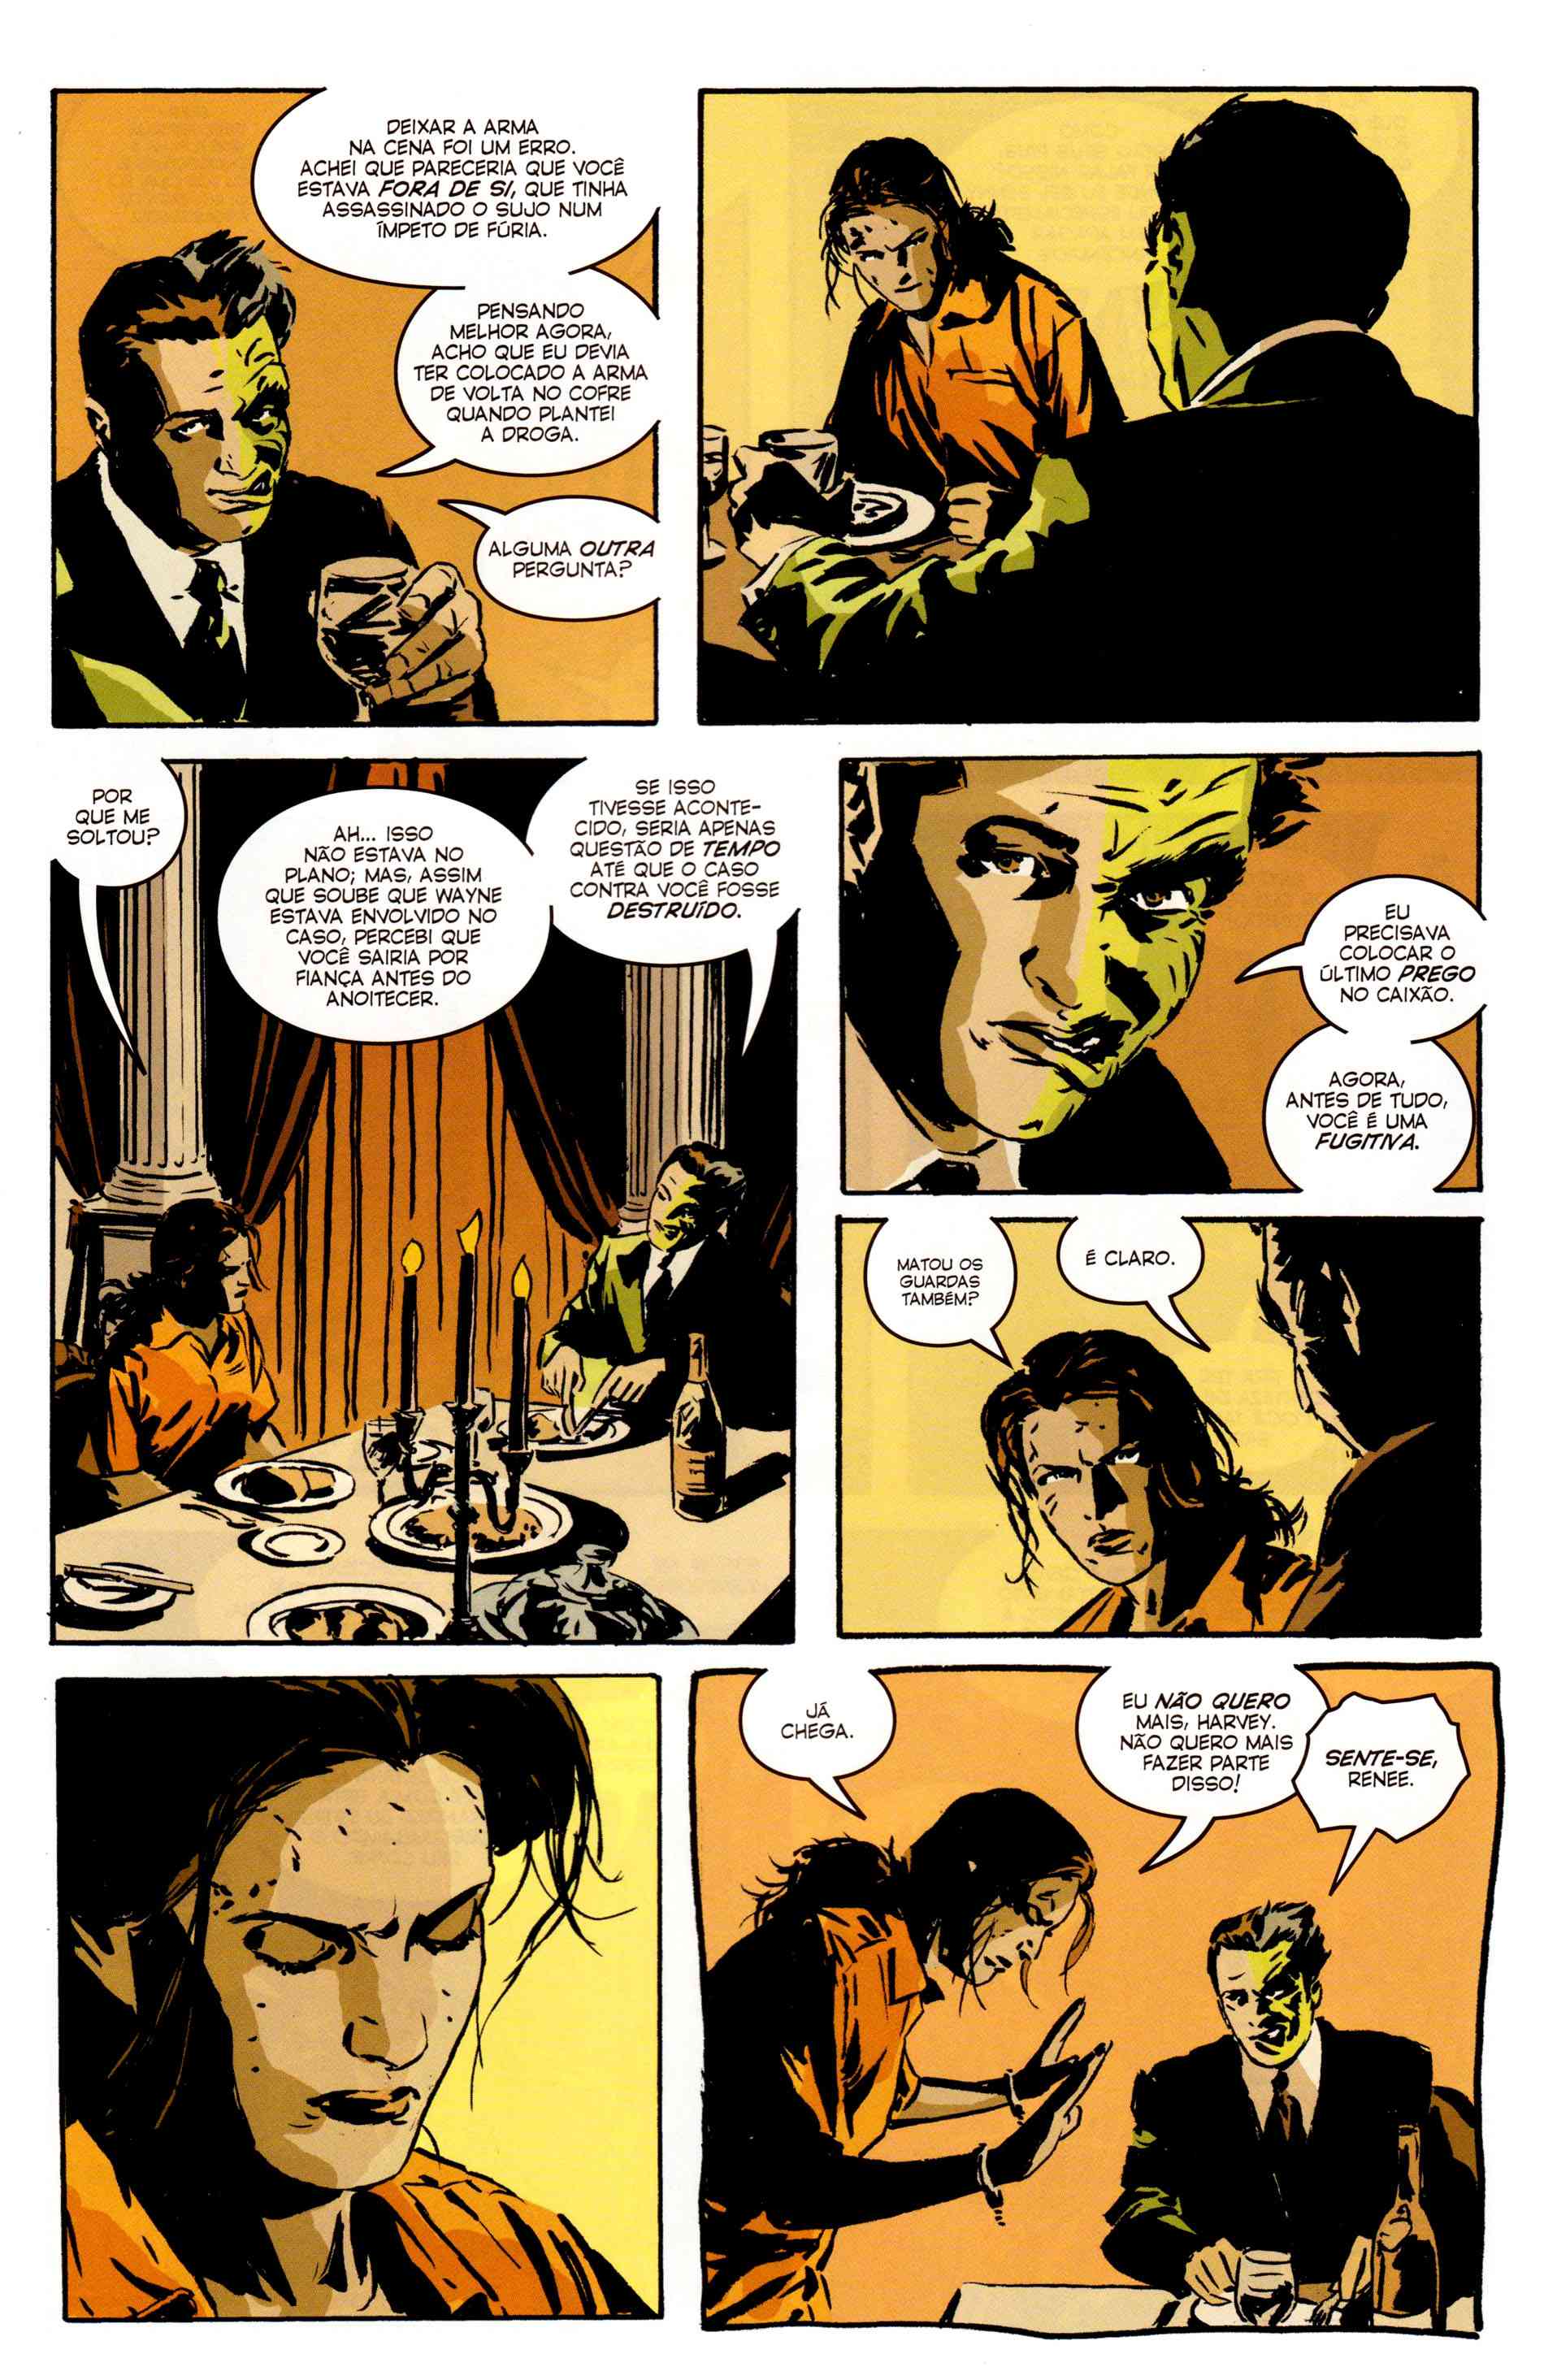 DEIXAR A ARMA
NA CENA FOI UM ERRO.
ACHEI QUE PARECERIA QUE VOCÊ
ESTAVA FORA DE SI, QUE TINHA
ASSASSINADO O SUJO NUM
ÍMPETO DE FÚRIA.
PENSANDO
MELHOR AGORA,
ACHO QUE EU DEVIA
TER COLOCADO A ARMA
DE VOLTA NO COFRE
QUANDO PLANTEI
A DROGA.
ALGUMA OUTRA
PERGUNTA?
POR
QUE ME
SOLTOU?
AH... ISSO
NÃO ESTAVA NO
PLANO; MAS, ASSIM
QUE SOUBE QUE WAYNE
ESTAVA ENVOLVIDO NO
CASO, PERCEBI QUE
VOCÊ SAIRIA POR
FIANÇA ANTES DO
ANOITECER.
SE ISSO
TIVESSE ACONTE-
CIDO, SERIA APENAS
QUESTÃO DE TEMPO
ATÉ QUE O CASO
CONTRA VOCÊ FOSSE
DESTRUÍDO.
EU
PRECISAVA
COLOCAR O
ÚLTIMO PREGO
NO CAIXÃO.
AGORA,
ANTES DE TUDO,
VOCÊ É UMA
FUGITIVA.
MATOU OS
GUARDAS
TAMBÉM?
É CLARO.
JÁ
CHEGA.
EU NÃO QUERO
MAIS, HARVEY.
NÃO QUERO MAIS
FAZER PARTE
DISSO!
SENTE-SE,
RENEE.